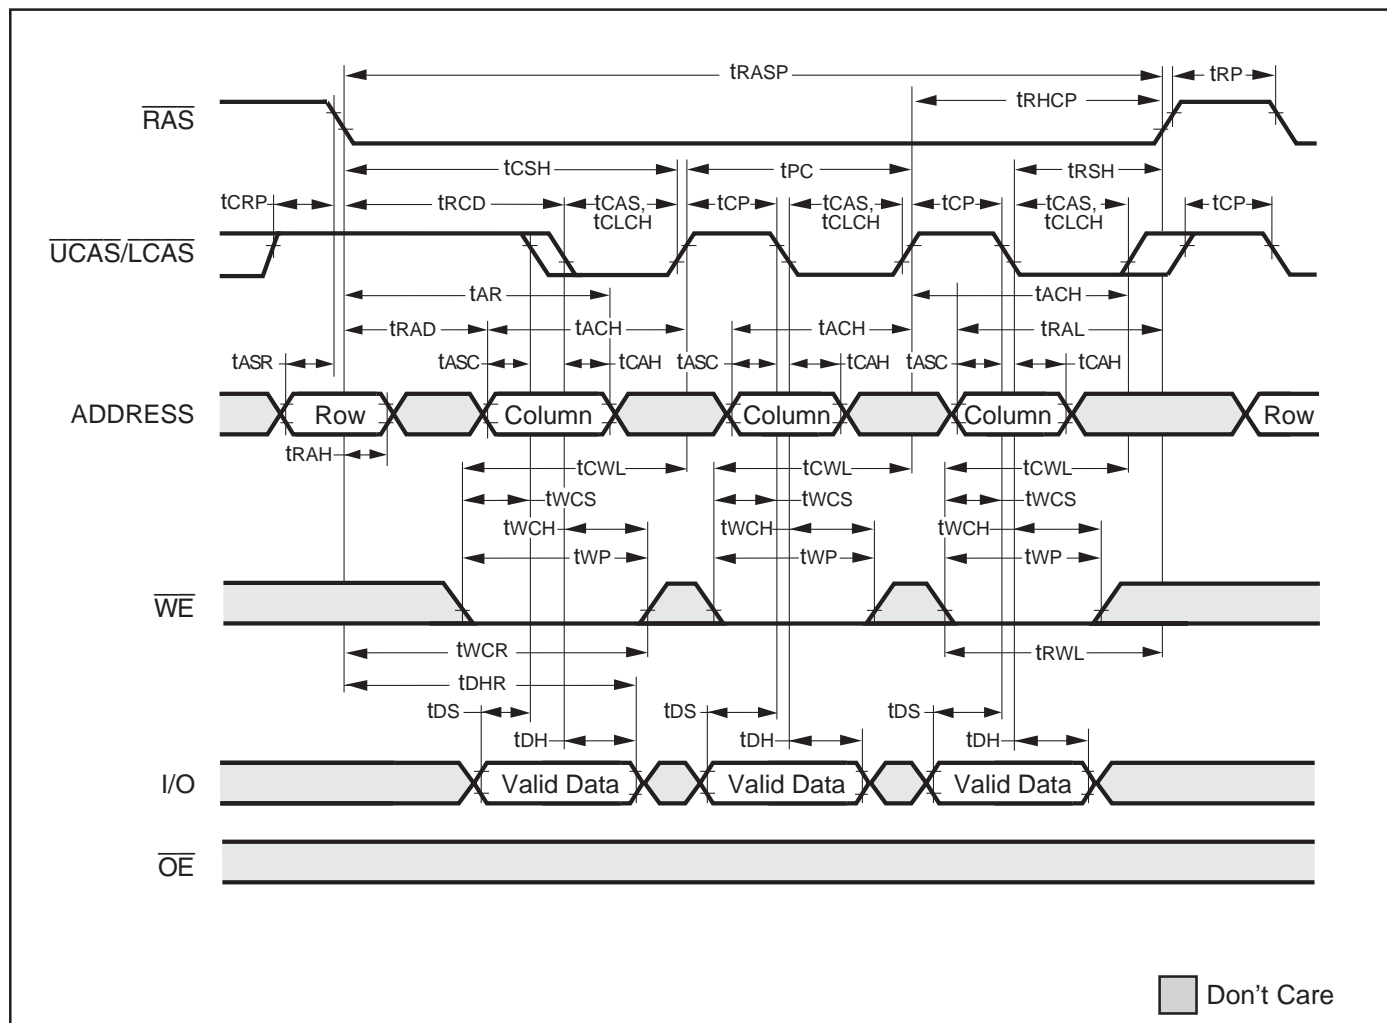 tRASP tRP
tRHCP
RAS
tCSH tPC tRSH
tCRP tRCD tCAS, tCLCH tCP tCAS, tCLCH tCP tCAS, tCLCH tCP
UCAS/LCAS
tAR tACH
tRAD tACH tACH tRAL
tASR tASC tCAH tASC tCAH tASC tCAH
ADDRESS Row Column Column Column Row
tRAH tCWL tCWL tCWL
tWCS tWCS tWCS
tWCH tWCH tWCH
tWP tWP tWP
WE
tWCR tRWL
tDHR
tDS tDS tDS
tDH tDH tDH
I/O Valid Data Valid Data Valid Data
OE
Don't Care